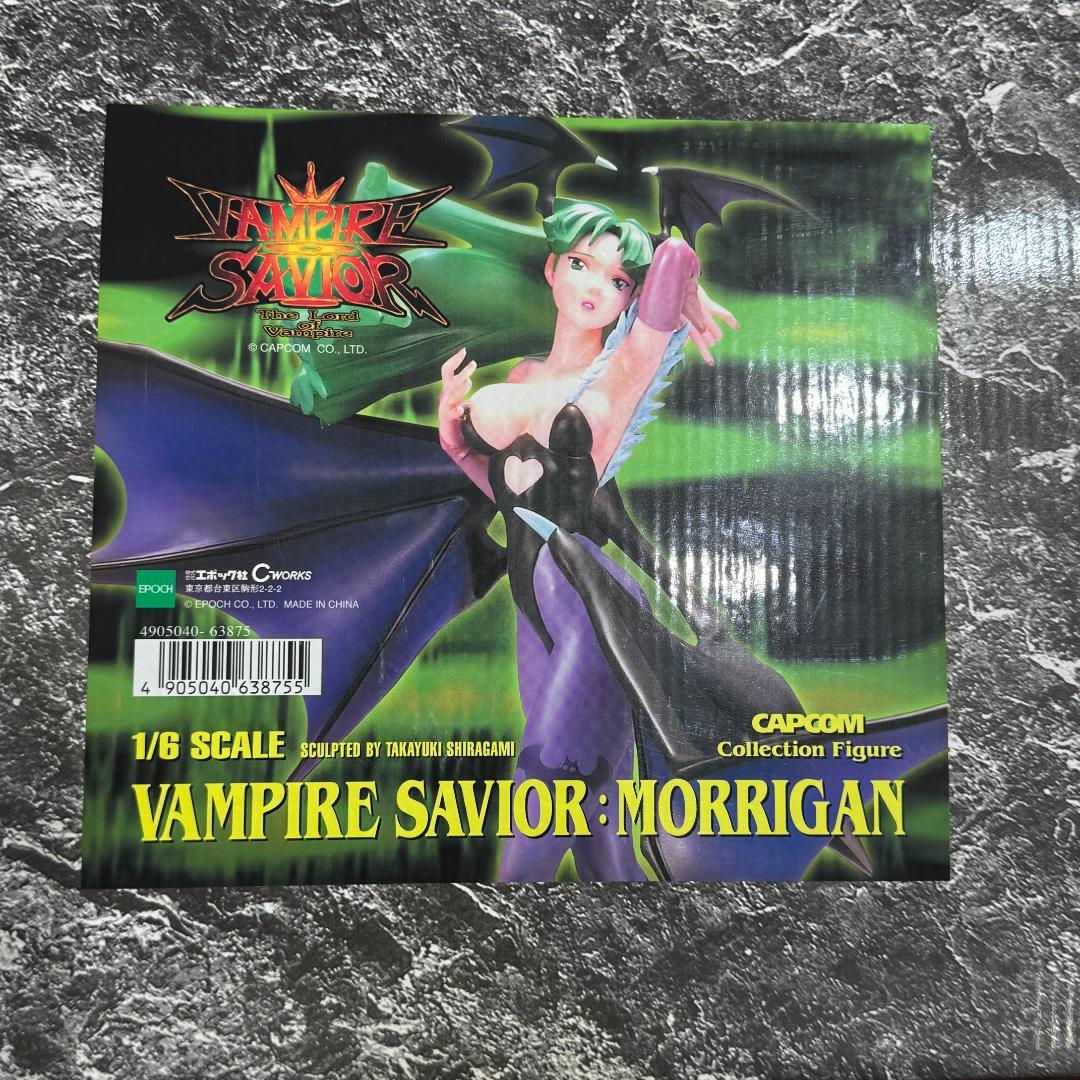 VAMPIRE
SAVIOR
The Lord
of
Vampire
© CAPCOM CO., LTD.
EPOCH
株式会社 エポック社 C-WORKS
東京都台東区駒形2-2-2
© EPOCH CO., LTD. MADE IN CHINA
4905040- 63875
4 905040 638755
1/6 SCALE SCULPTED BY TAKAYUKI SHIRAGAMI
CAPCOM
Collection Figure
VAMPIRE SAVIOR : MORRIGAN